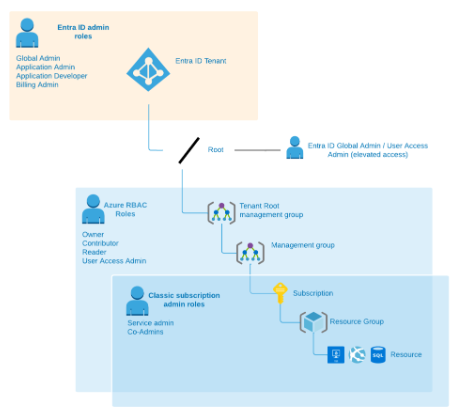 Entra ID admin
roles
Global Admin
Application Admin
Application Developer
Billing Admin
Entra ID Tenant
Root
Entra ID Global Admin / User Access
Admin (elevated access)
Azure RBAC
Roles
Owner
Contributor
Reader
User Access Admin
Tenant Root
management group
Management group
Classic subscription
admin roles
Service admin
Co-Admins
Subscription
Resource Group
SQL
Resource